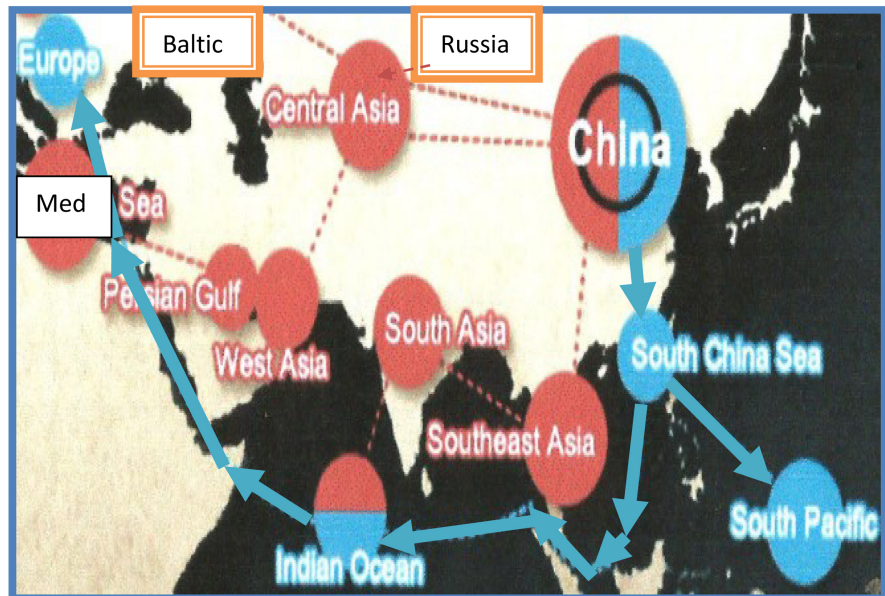 Baltic
Russia
Europe
Central Asia
China
Med
Sea
Persian Gulf
West Asia
South Asia
South China Sea
Southeast Asia
South Pacific
Indian Ocean